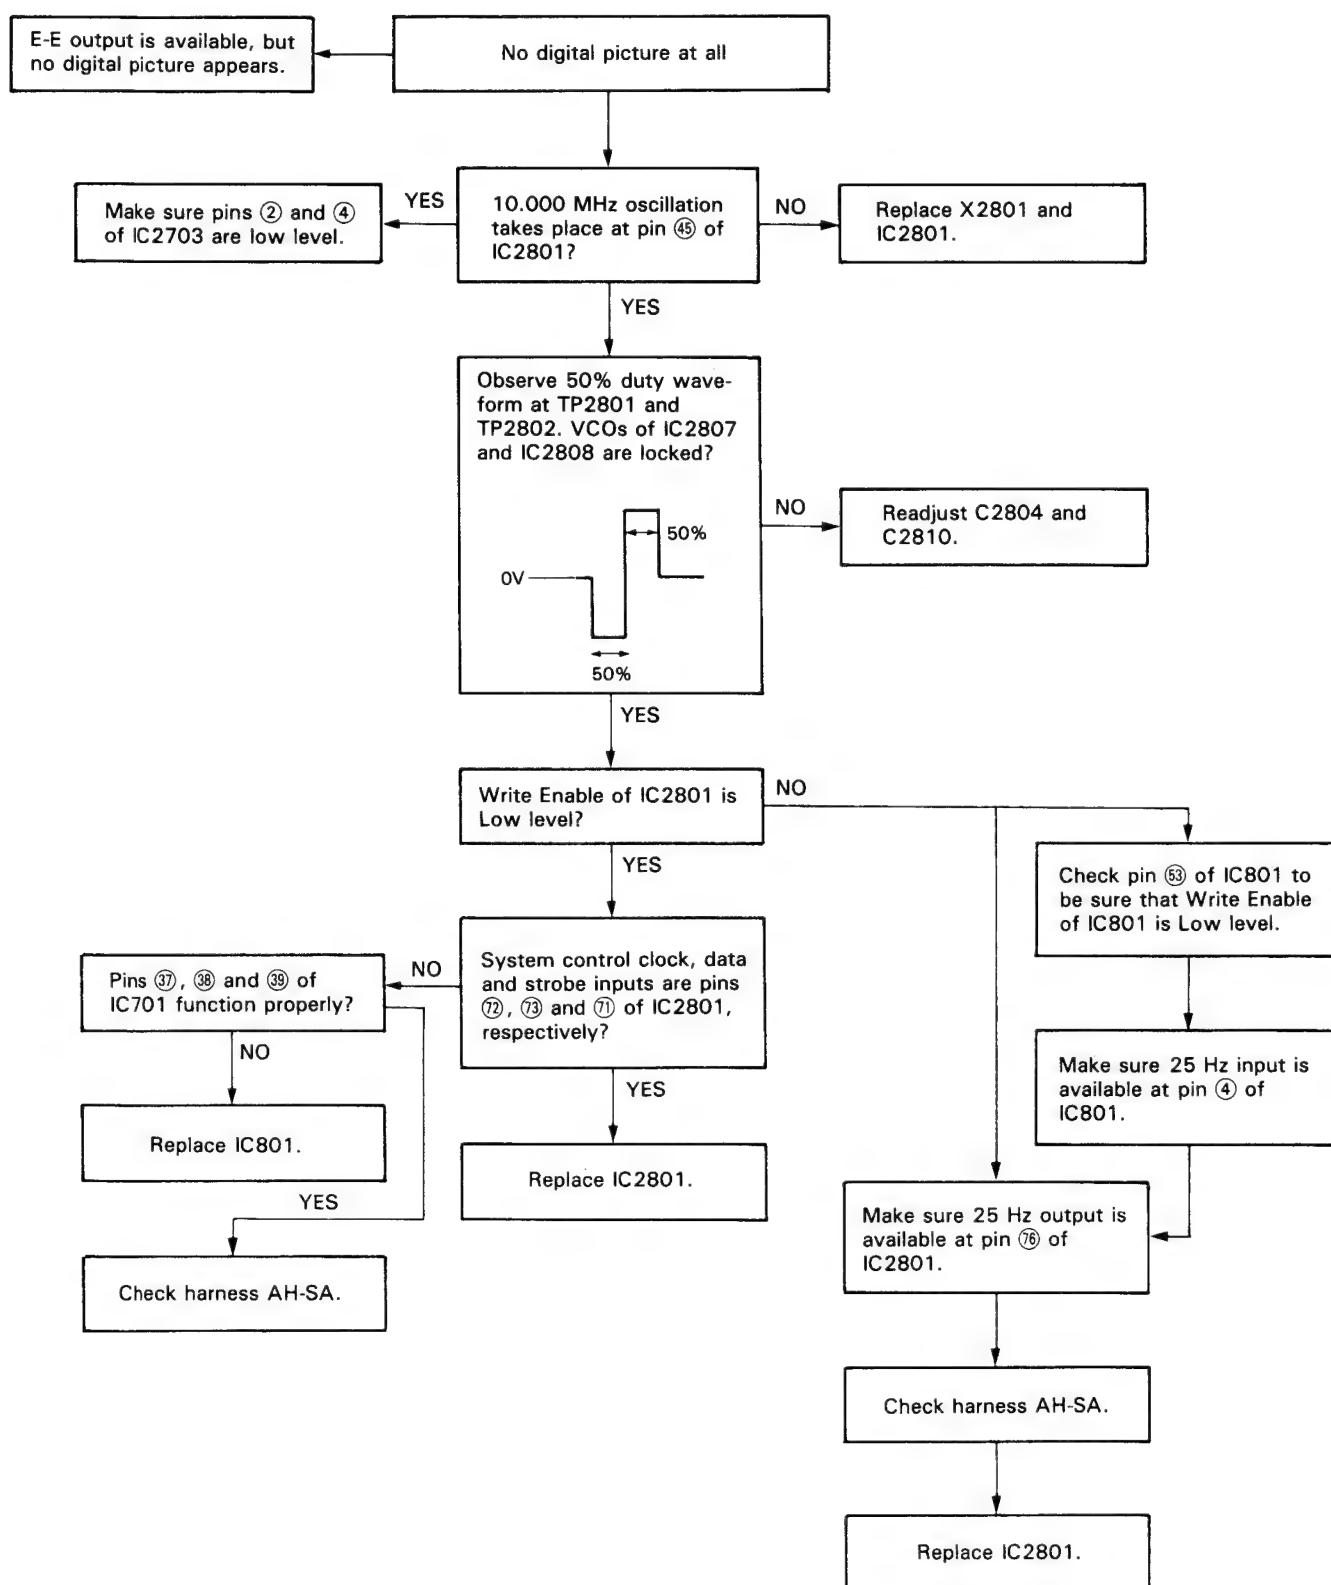 E-E output is available, but
no digital picture appears.
No digital picture at all
YES
Make sure pins ② and ④
of IC2703 are low level.
10.000 MHz oscillation
takes place at pin ㊺ of
IC2801?
NO
Replace X2801 and
IC2801.
YES
Observe 50% duty wave-
form at TP2801 and
TP2802. VCOs of IC2807
and IC2808 are locked?
50%
0V
50%
NO
Readjust C2804 and
C2810.
YES
Write Enable of IC2801 is
Low level?
NO
YES
Check pin 53 of IC801 to
be sure that Write Enable
of IC801 is Low level.
System control clock, data
and strobe inputs are pins
72, 73 and 71 of IC2801,
respectively?
NO
Pins ㊲, ㊳ and ㊴ of
IC701 function properly?
NO
Replace IC801.
YES
Check harness AH-SA.
YES
Replace IC2801.
Make sure 25 Hz input is
available at pin ④ of
IC801.
Make sure 25 Hz output is
available at pin 76 of
IC2801.
Check harness AH-SA.
Replace IC2801.